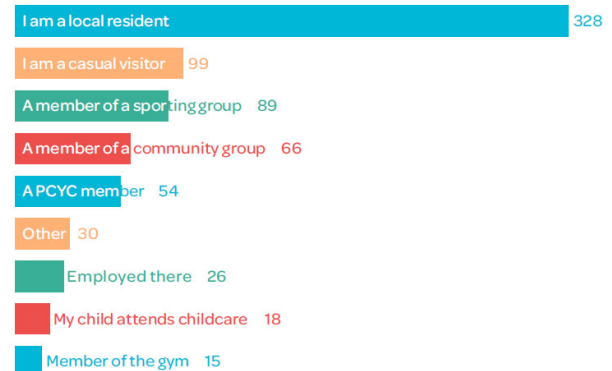 I am a local resident 328
I am a casual visitor 99
A member of a sporting group 89
A member of a community group 66
A PCYC member 54
Other 30
Employed there 26
My child attends childcare 18
Member of the gym 15